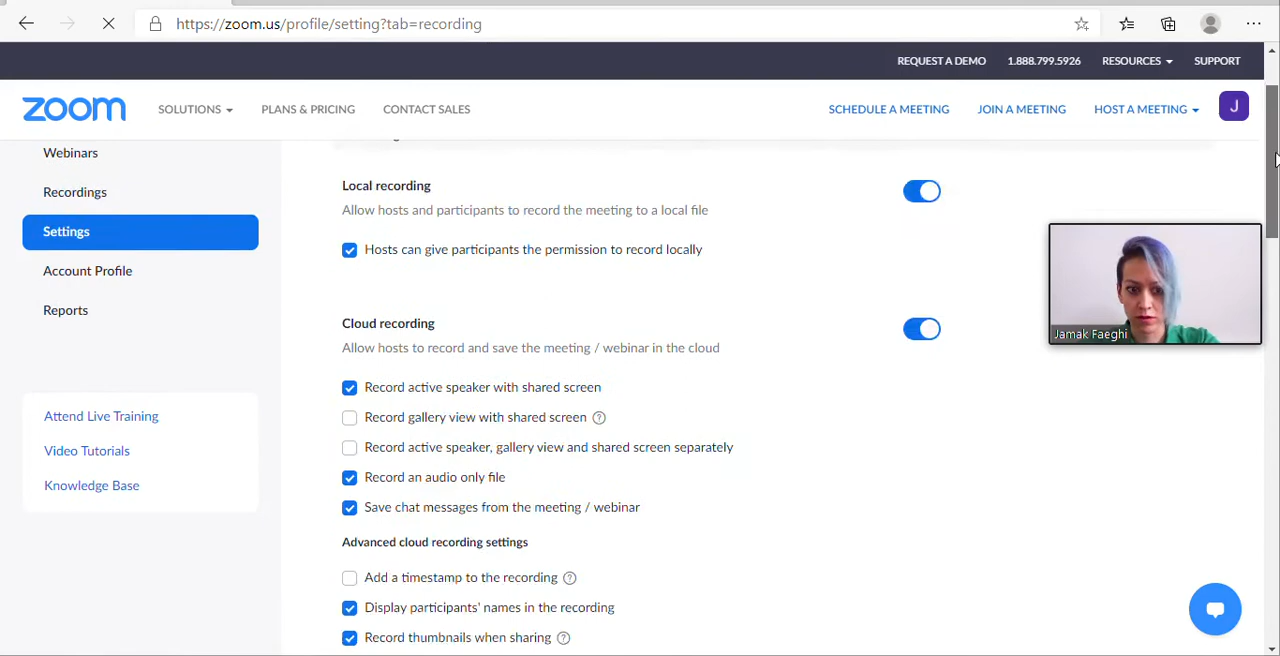 https://zoom.us/profile/setting?tab=recording
REQUEST A DEMO 1.888.799.5926 RESOURCES SUPPORT
zoom SOLUTIONS PLANS & PRICING CONTACT SALES SCHEDULE A MEETING JOIN A MEETING HOST A MEETING J
Webinars
Recordings
Settings
Account Profile
Reports
Attend Live Training
Video Tutorials
Knowledge Base
Local recording
Allow hosts and participants to record the meeting to a local file
Hosts can give participants the permission to record locally
Cloud recording
Allow hosts to record and save the meeting / webinar in the cloud
Record active speaker with shared screen
Record gallery view with shared screen ?
Record active speaker, gallery view and shared screen separately
Record an audio only file
Save chat messages from the meeting / webinar
Advanced cloud recording settings
Add a timestamp to the recording ?
Display participants' names in the recording
Record thumbnails when sharing ?
Jamak Faeghi